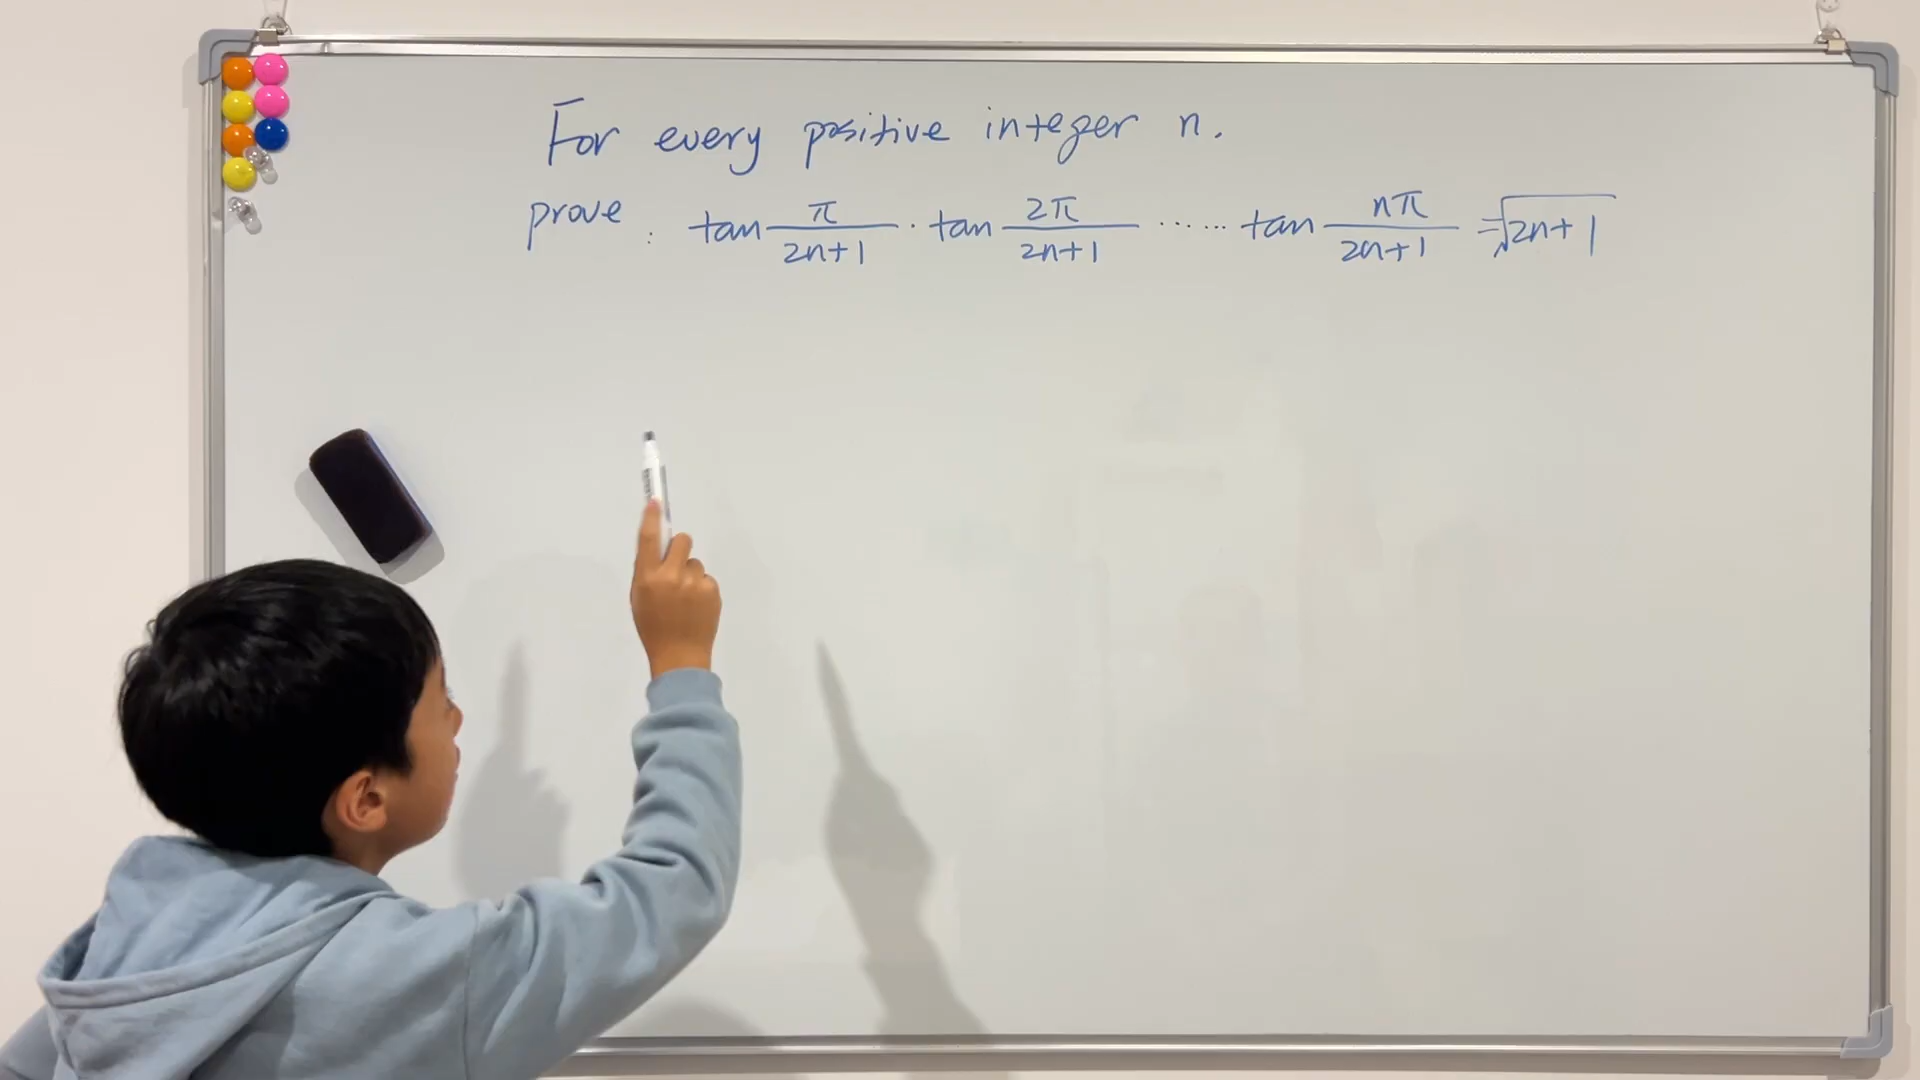 For every positive integer n.
prove : tan π/(2n+1) · tan 2π/(2n+1) ...... tan nπ/(2n+1) = √(2n+1)